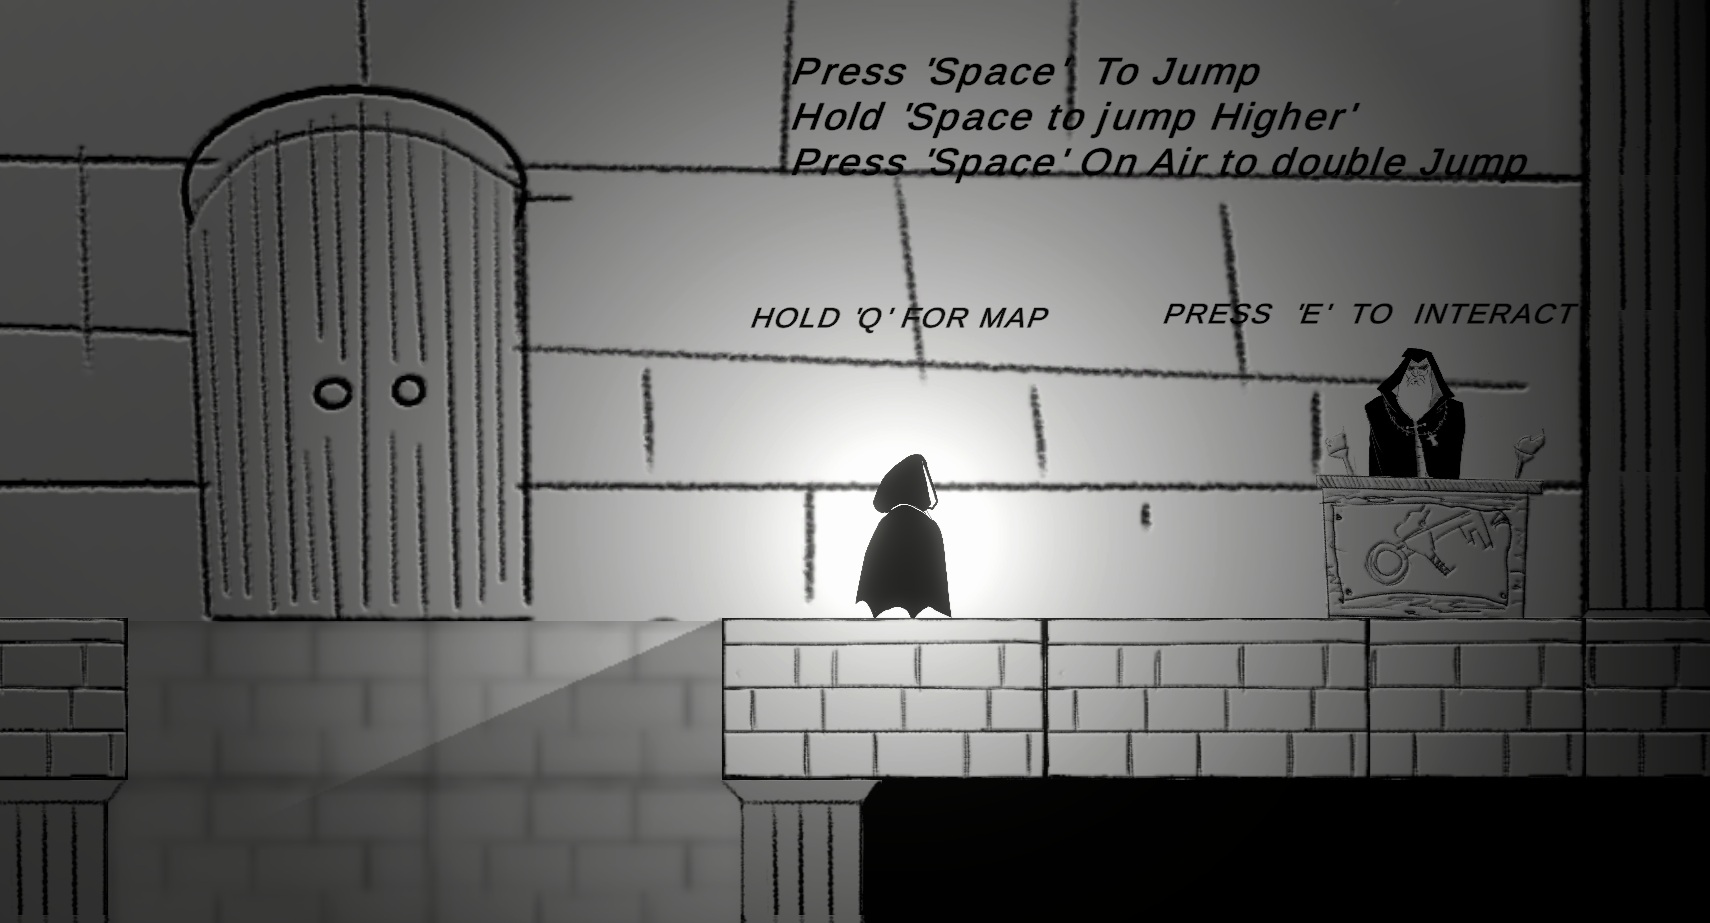 Press 'Space' To Jump
Hold 'Space to jump Higher'
Press 'Space' On Air to double Jump
HOLD 'Q' FOR MAP
PRESS 'E' TO INTERACT